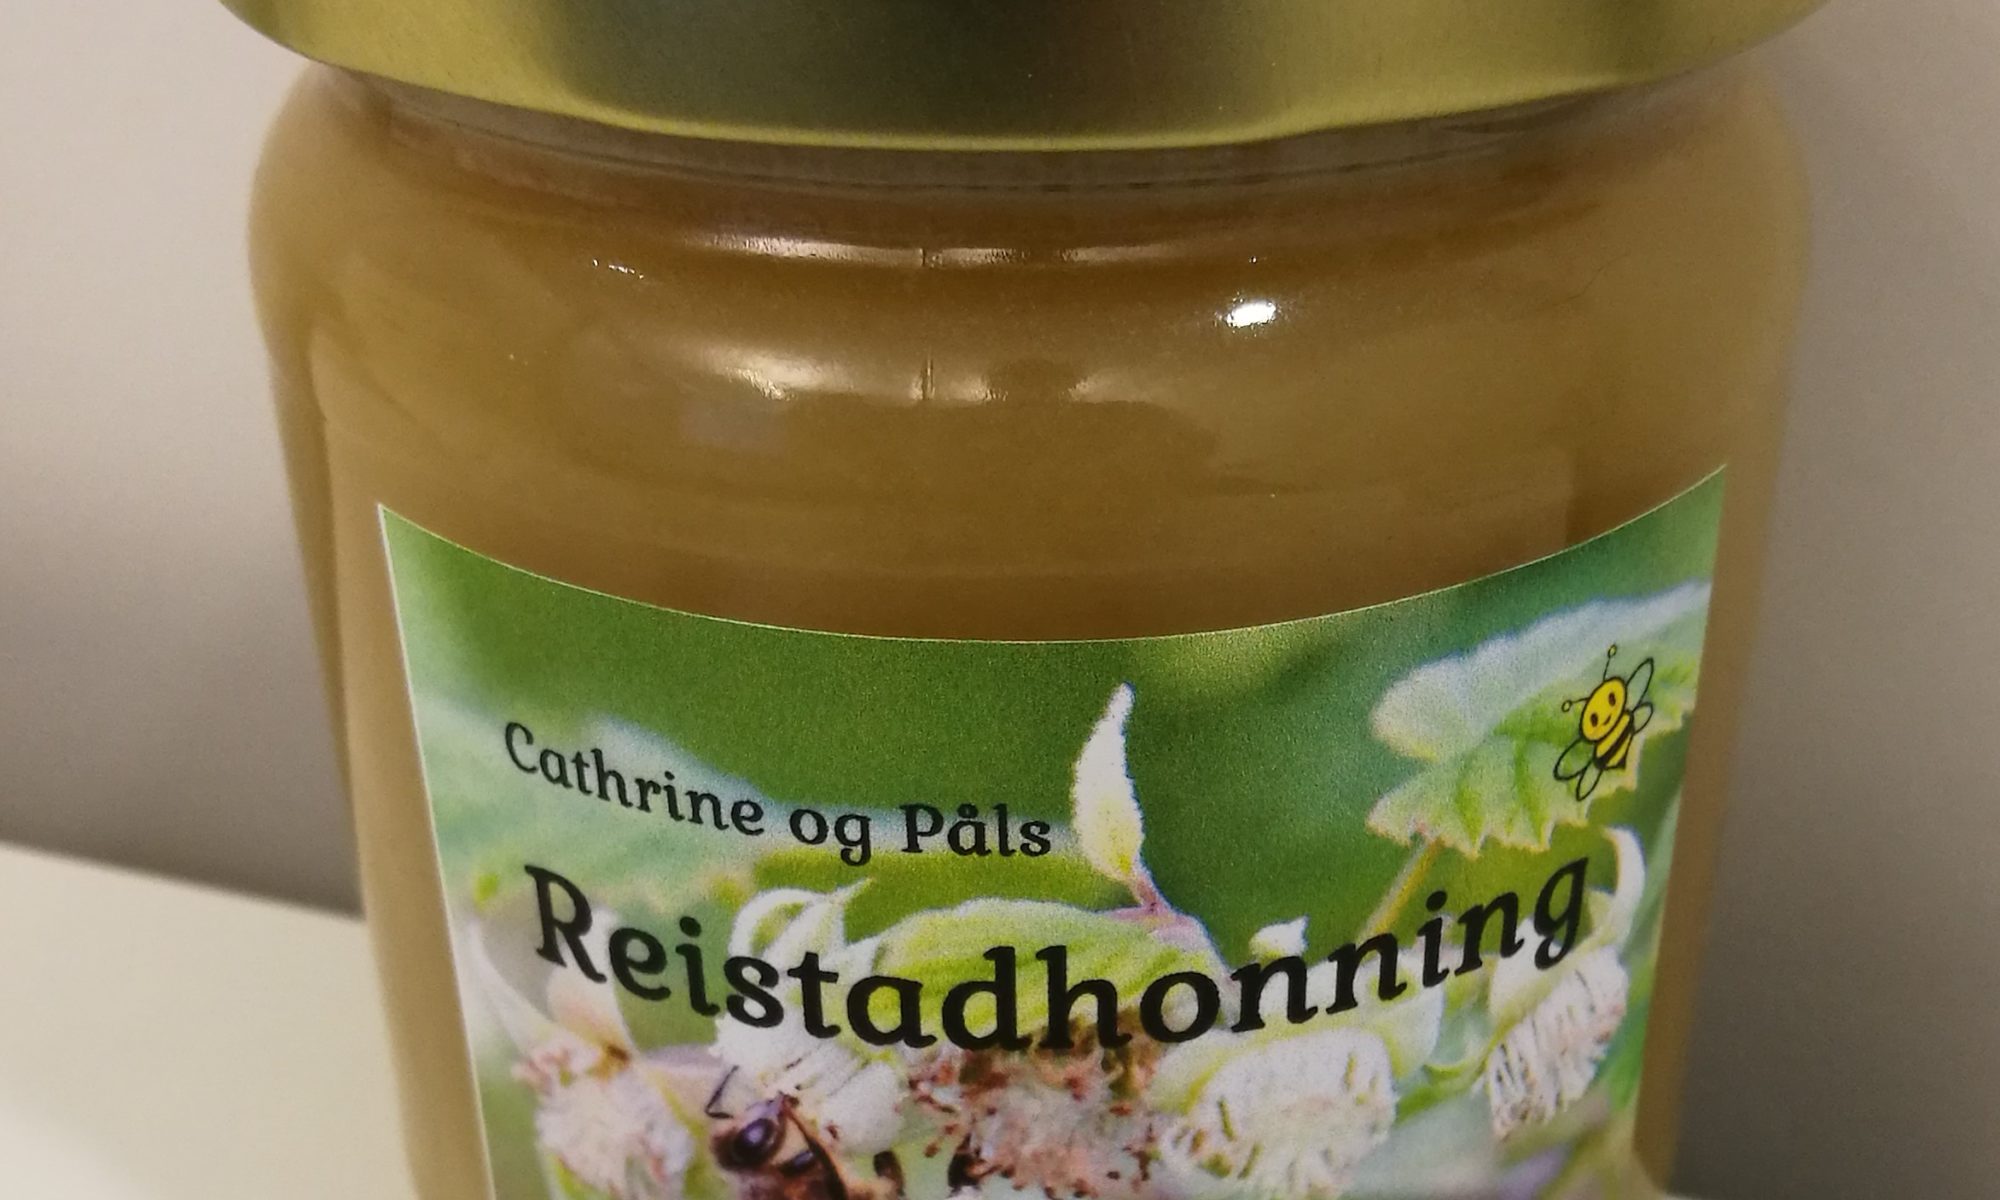 Cathrine og Påls
Reistadhonning